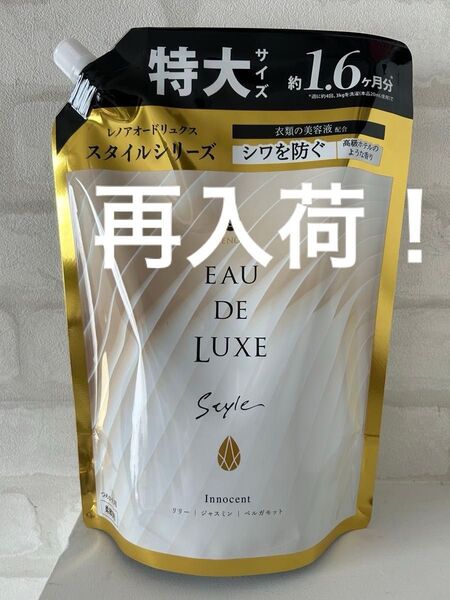 特大サイズ 約1.6ヶ月分
レノアオードリュクス
スタイルシリーズ
衣類の美容液 配合
シワを防ぐ
高級ホテルの
ような香り
再入荷！
EAU
DE
LUXE
Style
Innocent
リリー | ジャスミン | ベルガモット